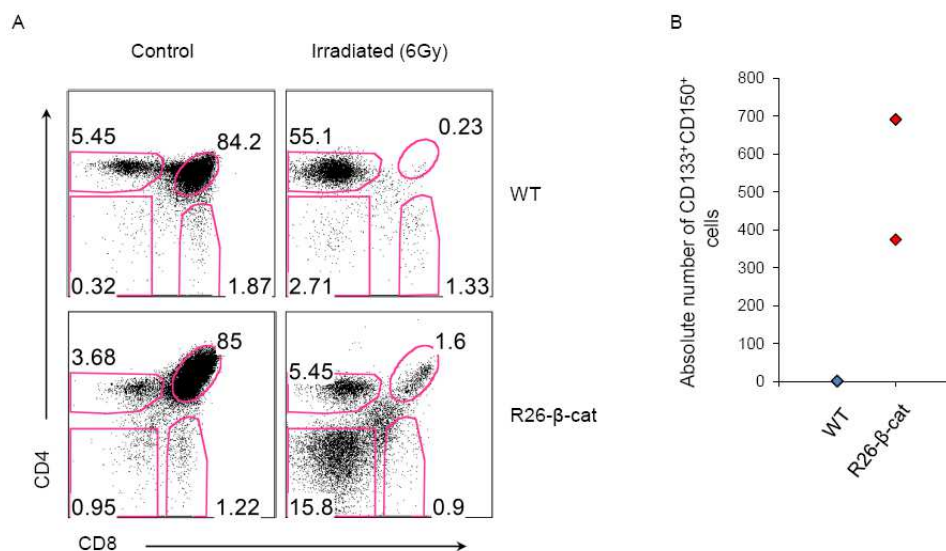 A
B
Control
Irradiated (6Gy)
5.45
84.2
0.32
1.87
55.1
0.23
2.71
1.33
WT
3.68
85
0.95
1.22
5.45
1.6
15.8
0.9
R26-β-cat
CD4
CD8
Absolute number of CD133+ CD150+
cells
800
700
600
500
400
300
200
100
0
WT
R26-β-cat